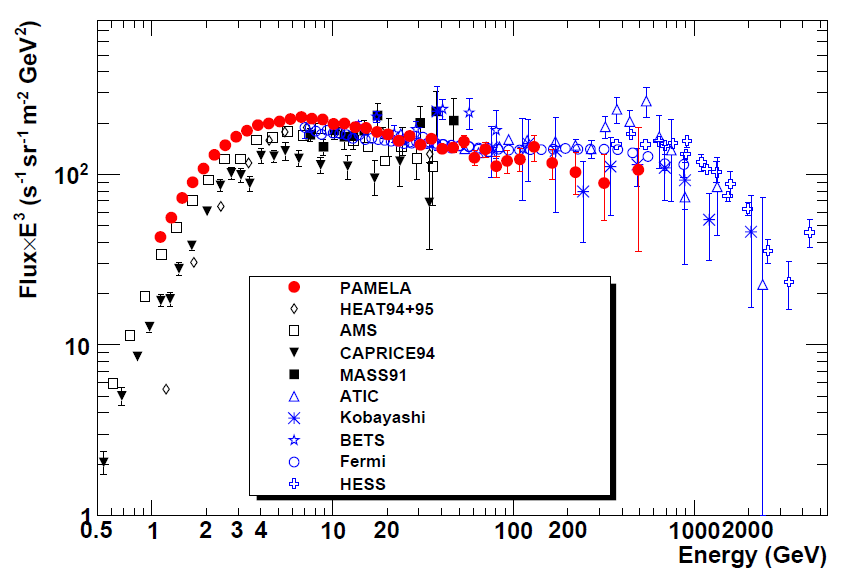 Flux×E³ (s⁻¹ sr⁻¹ m⁻² GeV²)
10²
10
1
0.5 1 2 3 4 10 20 100 200 1000 2000
Energy (GeV)
PAMELA
HEAT94+95
AMS
CAPRICE94
MASS91
ATIC
Kobayashi
BETS
Fermi
HESS